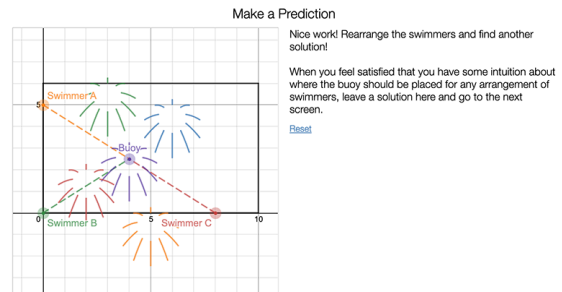 Make a Prediction
Nice work! Rearrange the swimmers and find another
solution!
When you feel satisfied that you have some intuition about
where the buoy should be placed for any arrangement of
swimmers, leave a solution here and go to the next
screen.
Reset
5
Swimmer A
Buoy
0
Swimmer B
5
Swimmer C
10